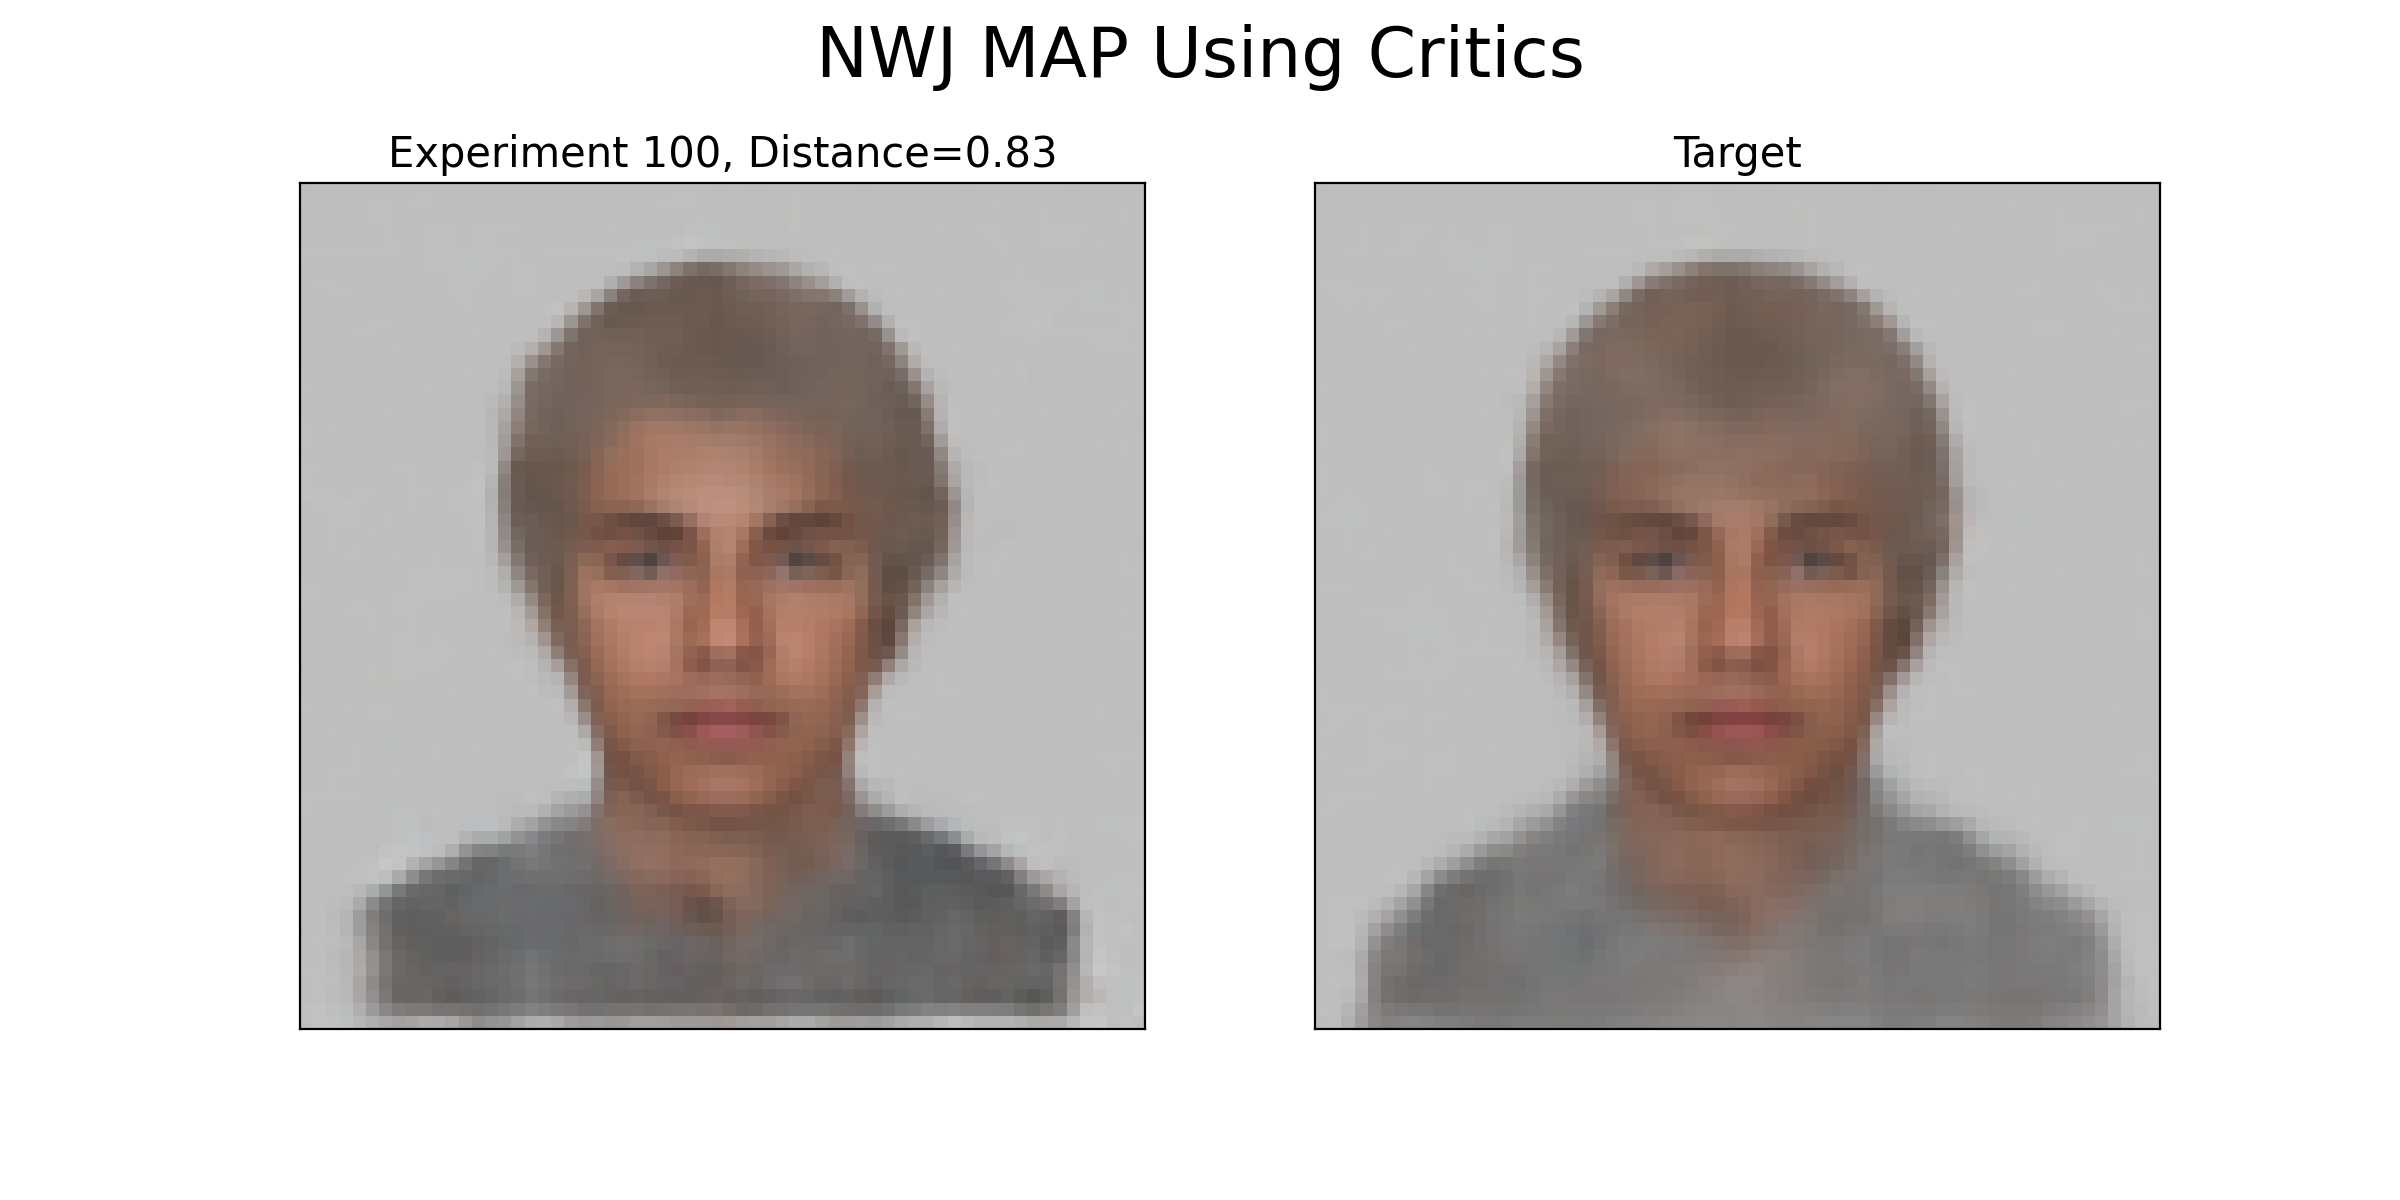 NWJ MAP Using Critics
Experiment 100, Distance=0.83
Target